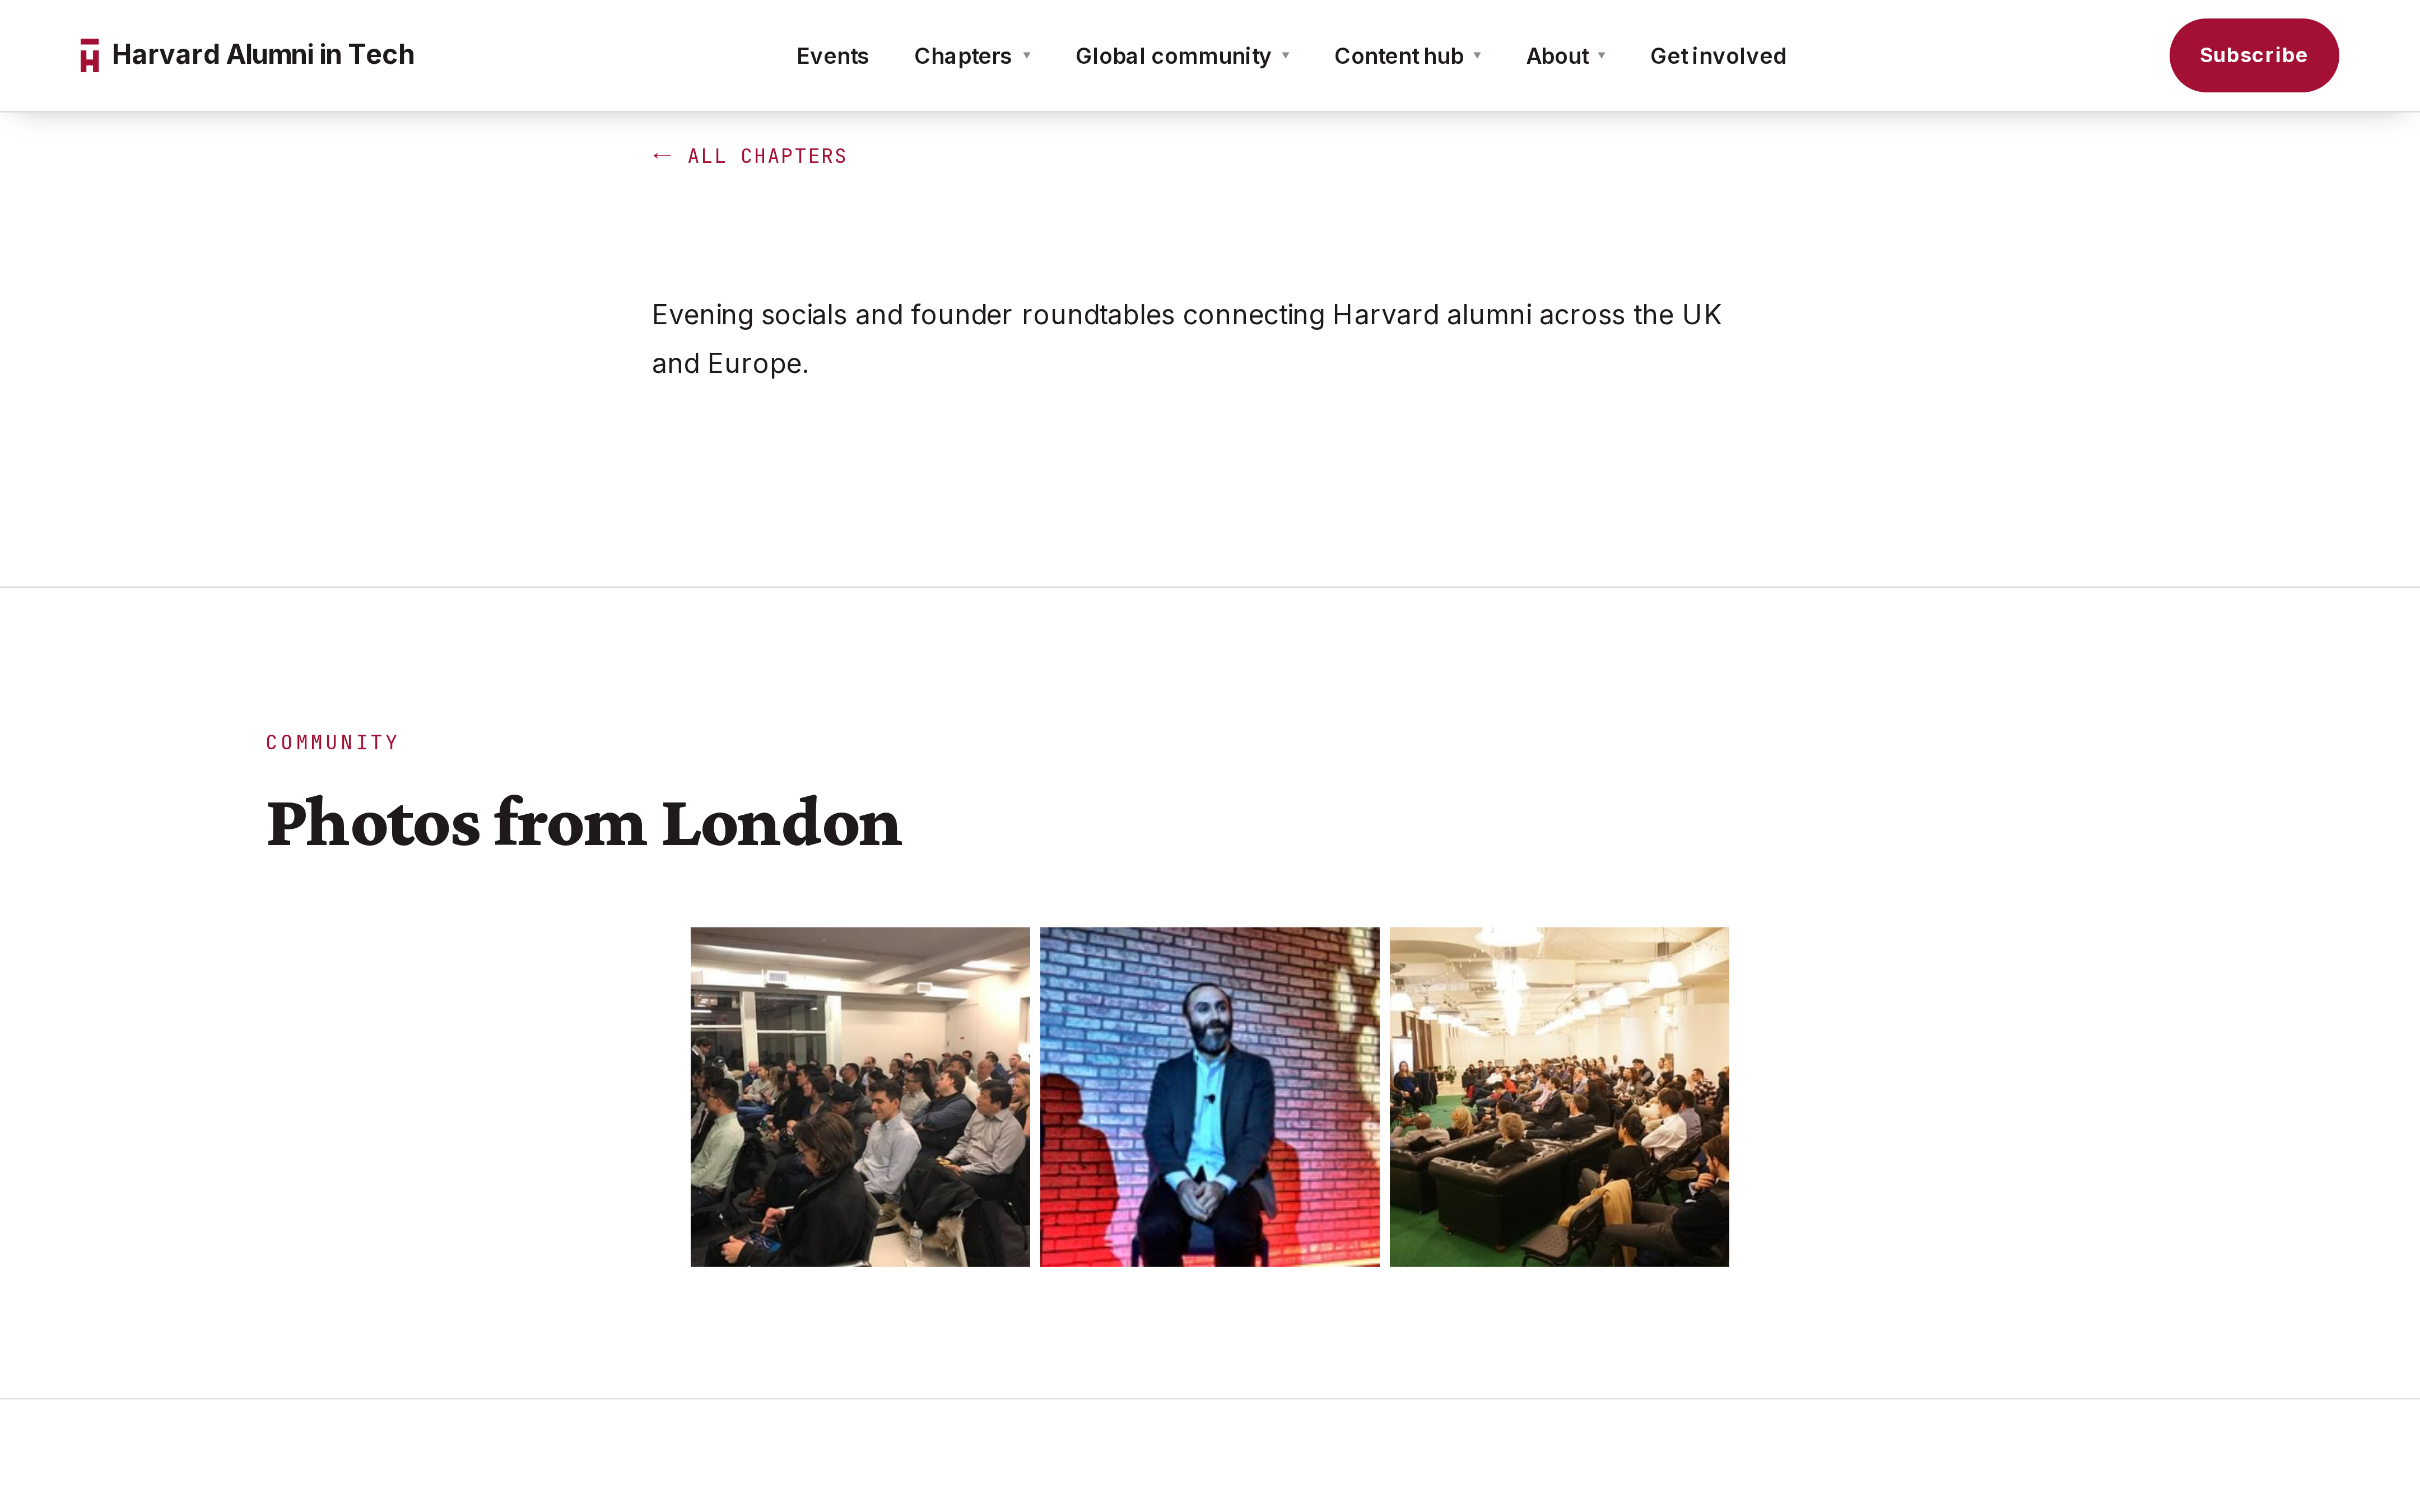 Harvard Alumni in Tech
Events
Chapters
Global community
Content hub
About
Get involved
Subscribe
← ALL CHAPTERS
Evening socials and founder roundtables connecting Harvard alumni across the UK
and Europe.
COMMUNITY
Photos from London